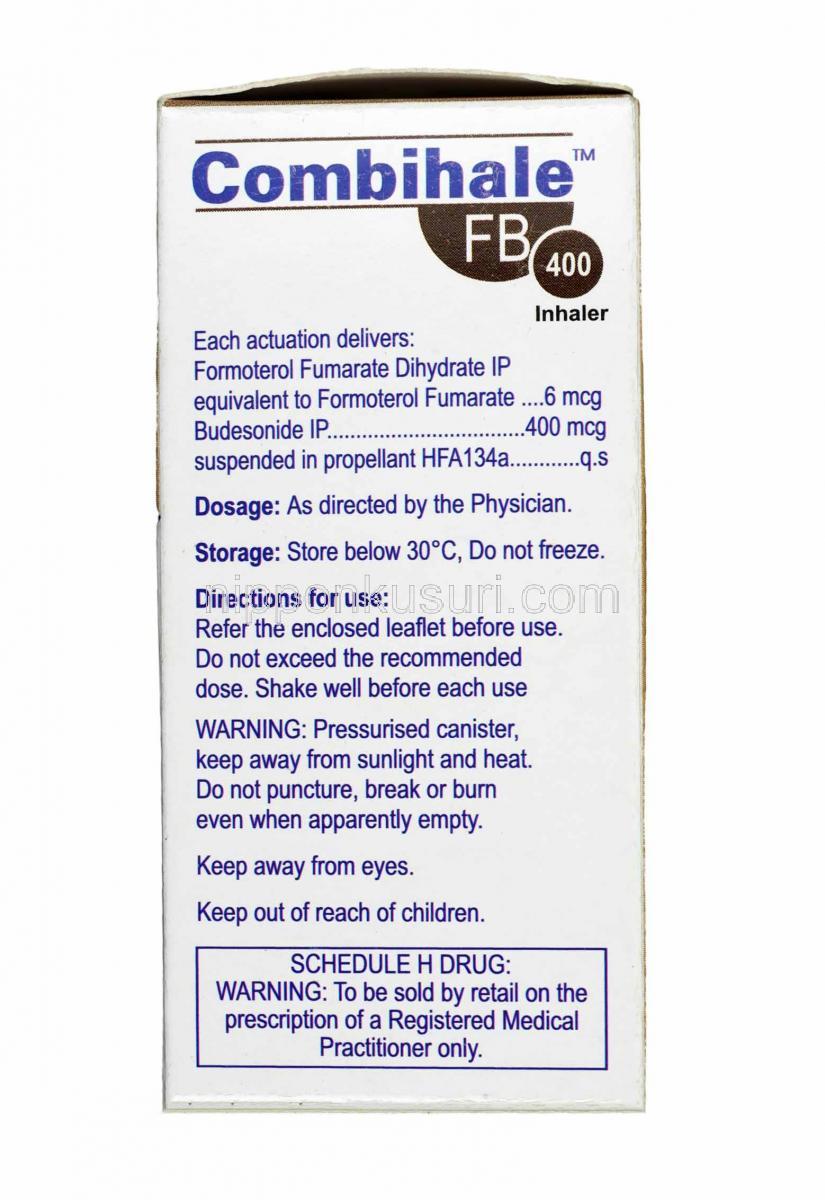 Combihale™
FB
400
Inhaler
Each actuation delivers:
Formoterol Fumarate Dihydrate IP
equivalent to Formoterol Fumarate ....6 mcg
Budesonide IP..................................400 mcg
suspended in propellant HFA134a............q.s
Dosage: As directed by the Physician.
Storage: Store below 30°C, Do not freeze.
nipponkusuri.com
Directions for use:
Refer the enclosed leaflet before use.
Do not exceed the recommended
dose. Shake well before each use
WARNING: Pressurised canister,
keep away from sunlight and heat.
Do not puncture, break or burn
even when apparently empty.
Keep away from eyes.
Keep out of reach of children.
SCHEDULE H DRUG:
WARNING: To be sold by retail on the
prescription of a Registered Medical
Practitioner only.